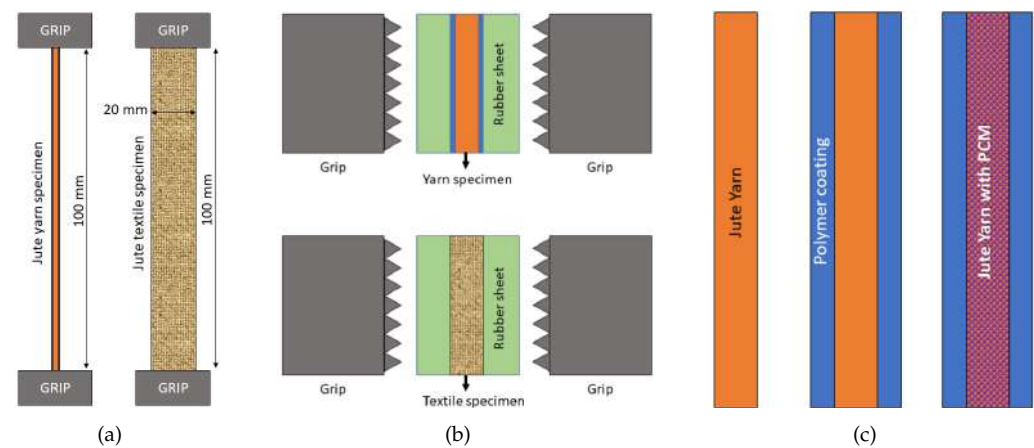 GRIP
GRIP
Jute yarn specimen
100 mm
20 mm
Jute textile specimen
100 mm
GRIP
GRIP
(a)
Rubber sheet
Grip
Grip
Yarn specimen
Rubber sheet
Grip
Grip
Textile specimen
(b)
Jute Yarn
Polymer coating
Jute Yarn with PCM
(c)